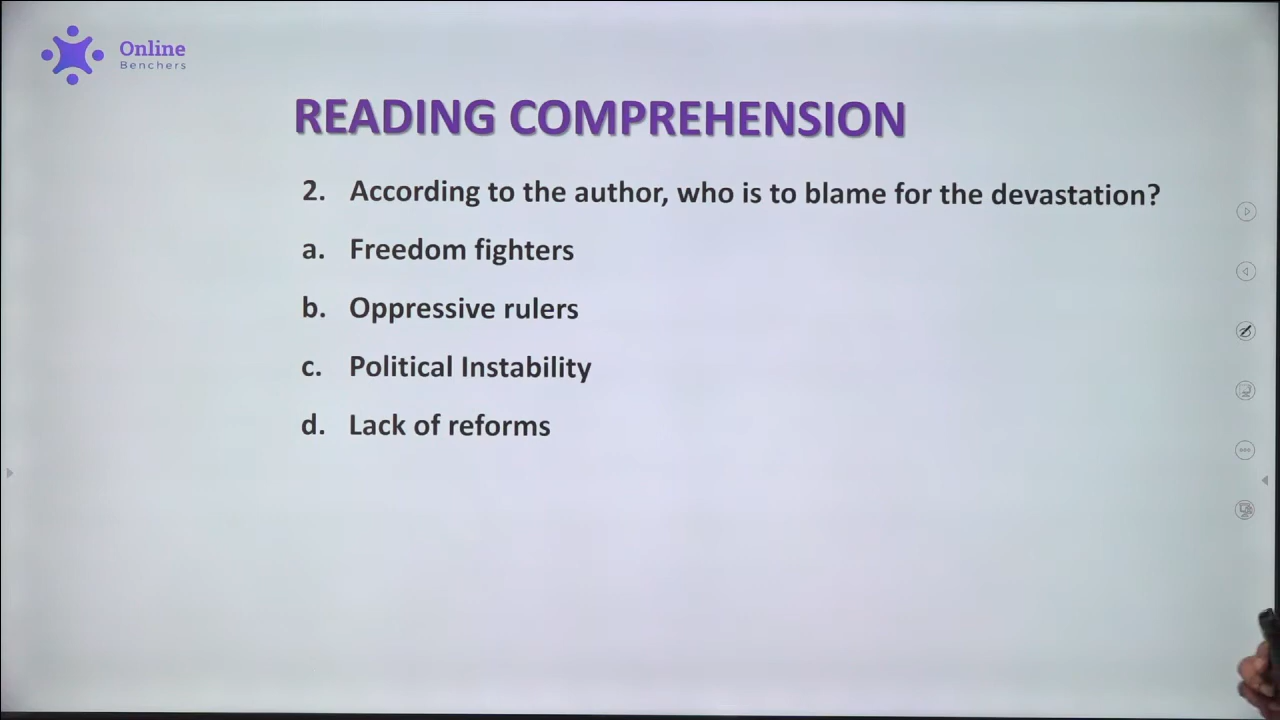 Online
Benchers
READING COMPREHENSION
2. According to the author, who is to blame for the devastation?
a. Freedom fighters
b. Oppressive rulers
c. Political Instability
d. Lack of reforms